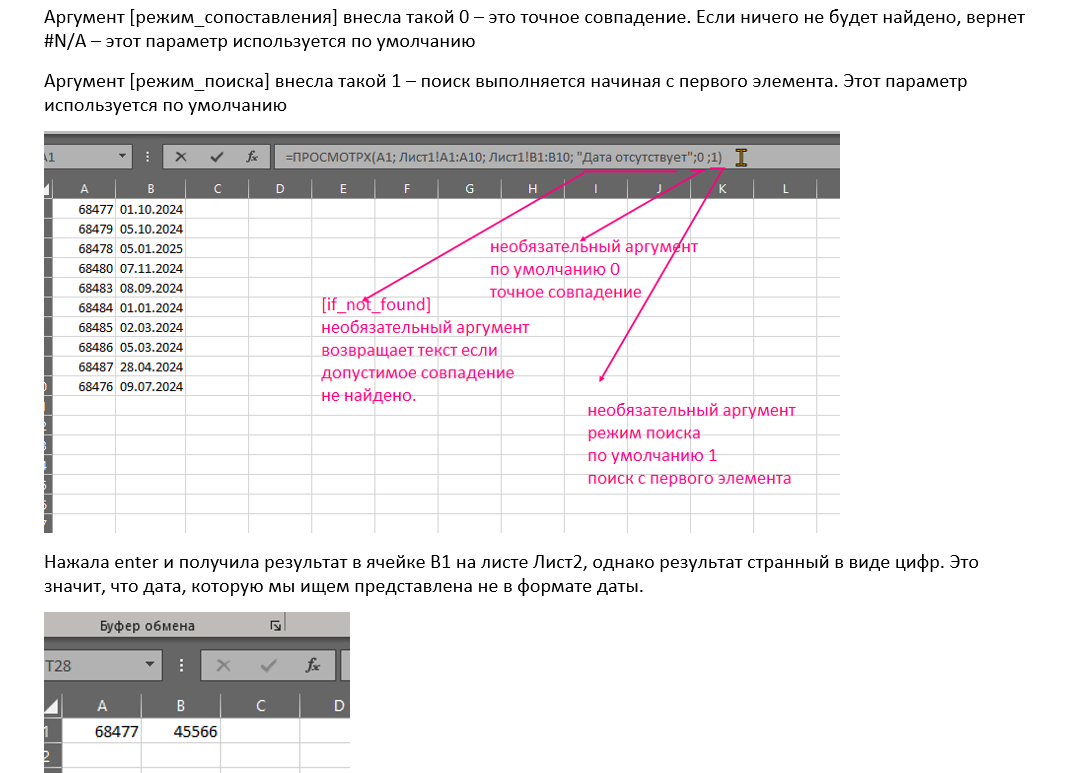 Аргумент [режим_сопоставления] внесла такой 0 – это точное совпадение. Если ничего не будет найдено, вернет
#N/A – этот параметр используется по умолчанию
Аргумент [режим_поиска] внесла такой 1 – поиск выполняется начиная с первого элемента. Этот параметр
используется по умолчанию
A1 fx =ПРОСМОТРХ(A1; Лист1!A1:A10; Лист1!B1:B10; "Дата отсутствует";0 ;1)
A B C D E F G H I J K L
68477 01.10.2024
68479 05.10.2024
68478 05.01.2025
68480 07.11.2024
68483 08.09.2024
68484 01.01.2024
68485 02.03.2024
68486 05.03.2024
68487 28.04.2024
68476 09.07.2024
необязательный аргумент
по умолчанию 0
точное совпадение
[if_not_found]
необязательный аргумент
возвращает текст если
допустимое совпадение
не найдено.
необязательный аргумент
режим поиска
по умолчанию 1
поиск с первого элемента
Нажала enter и получила результат в ячейке B1 на листе Лист2, однако результат странный в виде цифр. Это
значит, что дата, которую мы ищем представлена не в формате даты.
Буфер обмена
T28 fx
A B C D
1 68477 45566
2